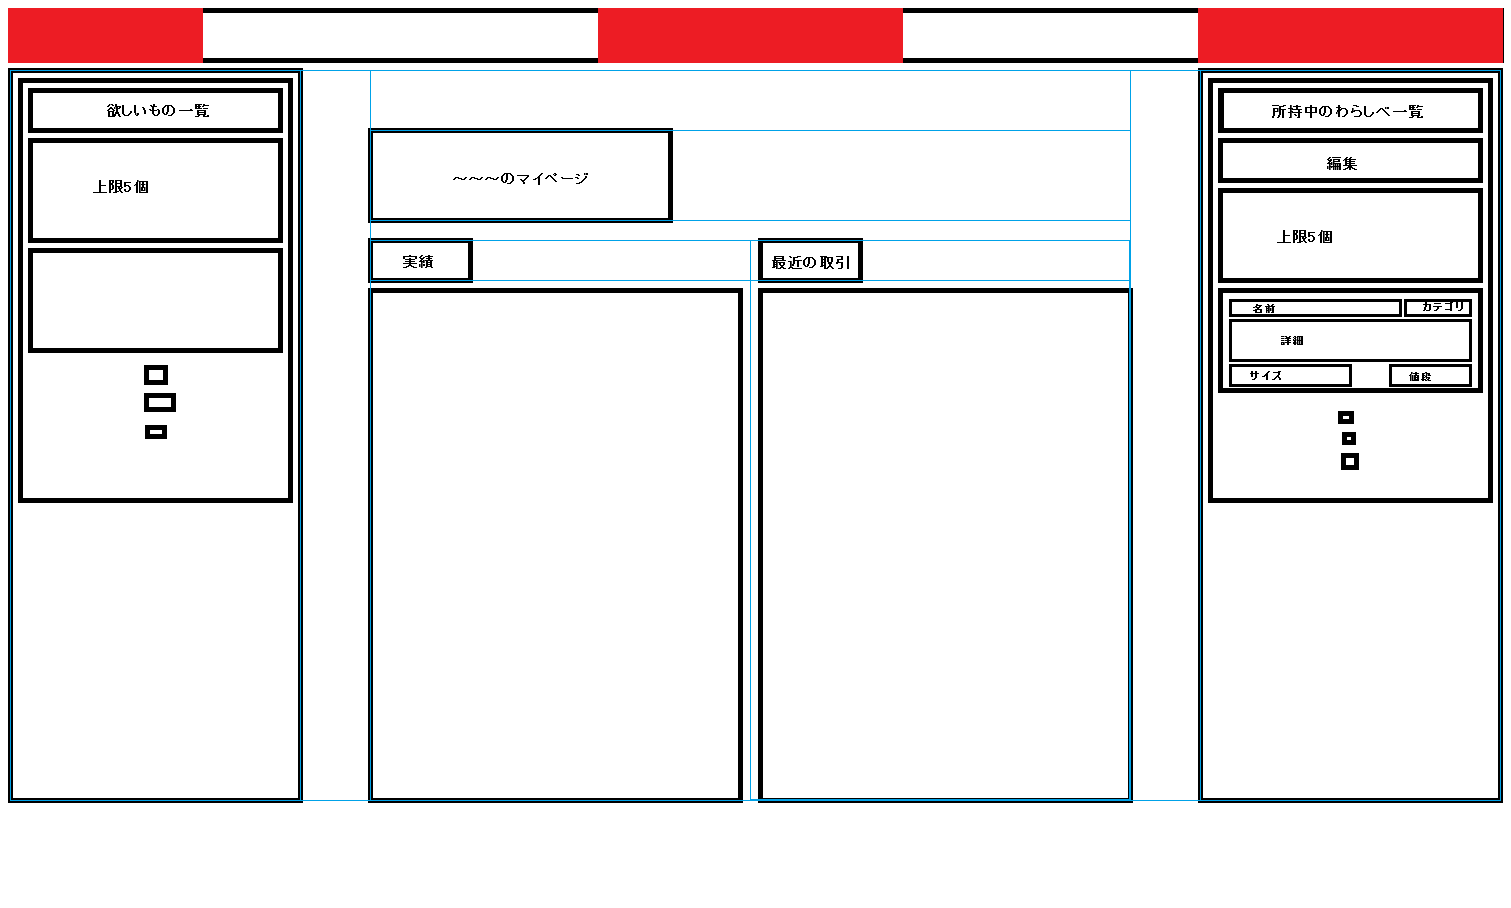 欲しいもの一覧
上限5個
～～～のマイページ
実績
最近の取引
所持中のわらしべ一覧
編集
上限5個
名前
カテゴリ
詳細
サイズ
値段